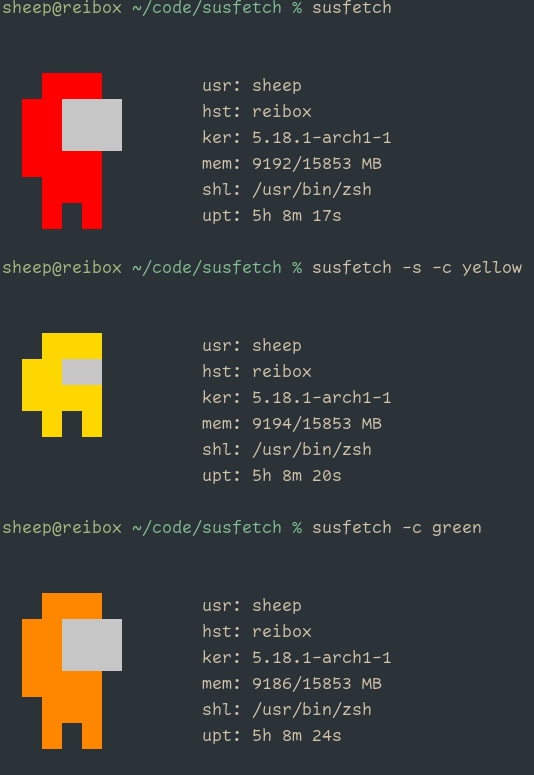 sheep@reibox ~/code/susfetch % susfetch
usr: sheep
hst: reibox
ker: 5.18.1-arch1-1
mem: 9192/15853 MB
shl: /usr/bin/zsh
upt: 5h 8m 17s
sheep@reibox ~/code/susfetch % susfetch -s -c yellow
usr: sheep
hst: reibox
ker: 5.18.1-arch1-1
mem: 9194/15853 MB
shl: /usr/bin/zsh
upt: 5h 8m 20s
sheep@reibox ~/code/susfetch % susfetch -c green
usr: sheep
hst: reibox
ker: 5.18.1-arch1-1
mem: 9186/15853 MB
shl: /usr/bin/zsh
upt: 5h 8m 24s